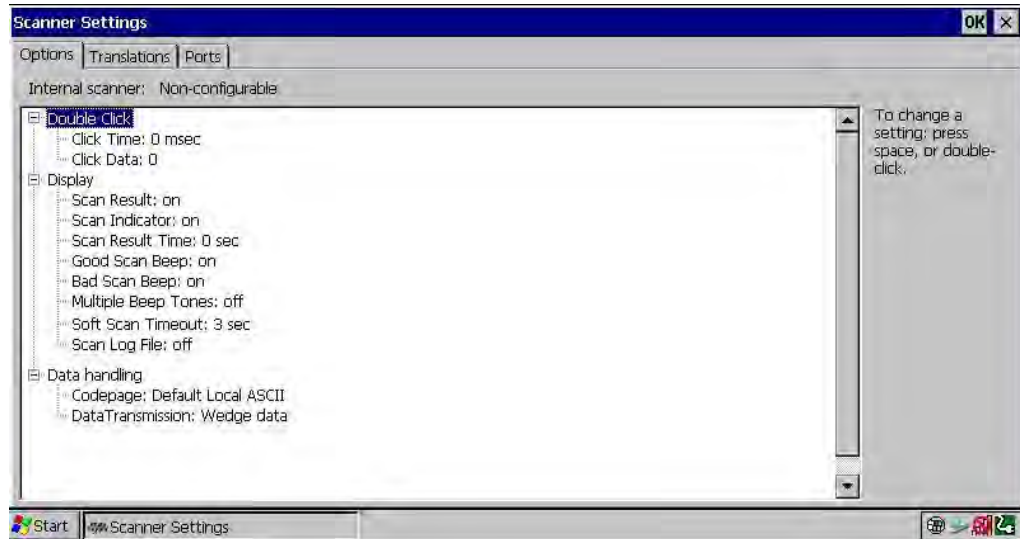 Scanner Settings OK ×
Options Translations Ports
Internal scanner: Non-configurable
Double Click
Click Time: 0 msec
Click Data: 0
Display
Scan Result: on
Scan Indicator: on
Scan Result Time: 0 sec
Good Scan Beep: on
Bad Scan Beep: on
Multiple Beep Tones: off
Soft Scan Timeout: 3 sec
Scan Log File: off
Data handling
Codepage: Default Local ASCII
DataTransmission: Wedge data
To change a
setting: press
space, or double-
click.
Start Scanner Settings